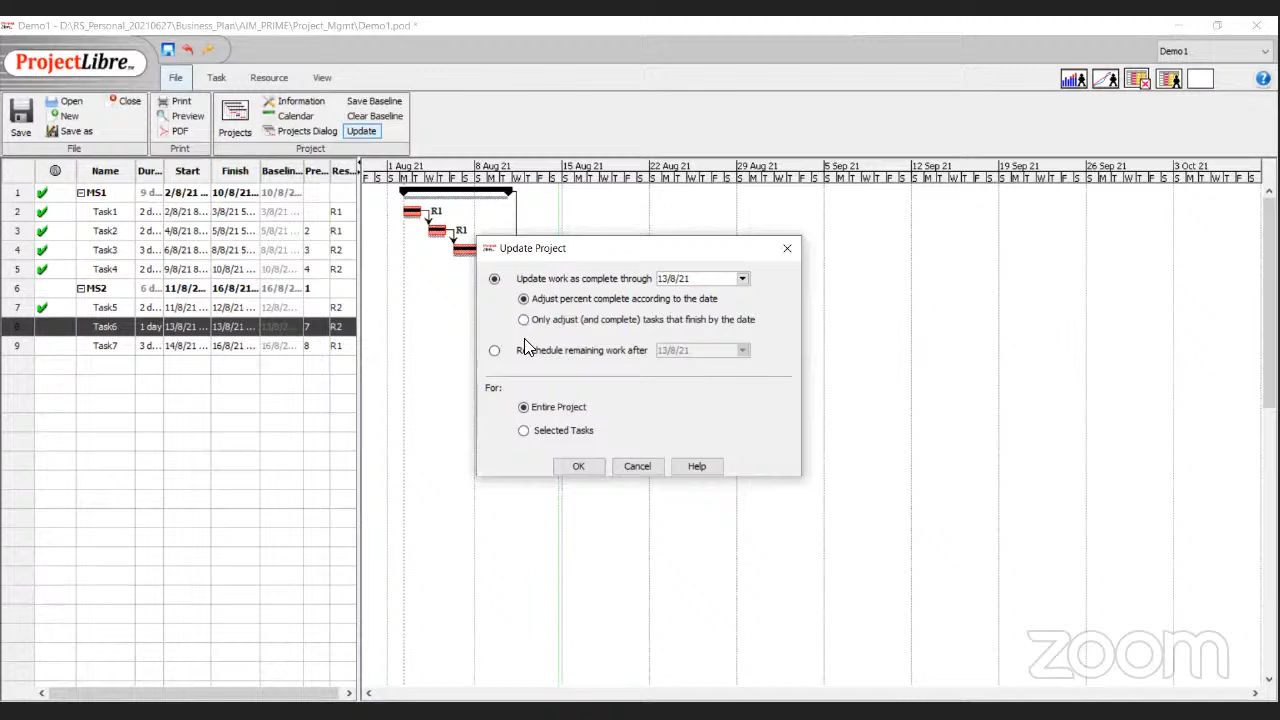 Demo1 - D:\RS_Personal_20210627\Business_Plan\AIM_PRIME\Project_Mgmt\Demo1.pod *
ProjectLibre
Demo1
File Task Resource View
Save Open New Save as Close
File
Print Preview PDF
Print
Projects Information Calendar Projects Dialog Save Baseline Clear Baseline Update
Project
Name Dur... Start Finish Baselin... Pre... Res...
1 MS1 9 d... 2/8/21 ... 10/8/21... 10/8/2...
2 Task1 2 d... 2/8/21 8... 3/8/21 5... 3/8/21 ... R1
3 Task2 2 d... 4/8/21 8... 5/8/21 5... 5/8/21 ... 2 R1
4 Task3 3 d... 6/8/21 8... 8/8/21 5... 8/8/21 ... 3 R2
5 Task4 2 d... 9/8/21 8... 10/8/21 ... 10/8/2... 4 R2
6 MS2 6 d... 11/8/21 ... 16/8/21... 16/8/2... 1
7 Task5 2 d... 11/8/21 ... 12/8/21 ... 12/8/2... R2
8 Task6 1 day 13/8/21 ... 13/8/21 ... 13/8/2... 7 R2
9 Task7 3 d... 14/8/21 ... 16/8/21 ... 16/8/2... 8 R1
1 Aug 21 8 Aug 21 15 Aug 21 22 Aug 21 29 Aug 21 5 Sep 21 12 Sep 21 19 Sep 21 26 Sep 21 3 Oct 21
F S S M T W T F S S M T W T F S S M T W T F S S M T W T F S S M T W T F S S M T W T F S S M T W T F S S M T W T F S S M T W T F S S M T W T F S
R1
R1
Update Project
Update work as complete through 13/8/21
Adjust percent complete according to the date
Only adjust (and complete) tasks that finish by the date
schedule remaining work after 13/8/21
For:
Entire Project
Selected Tasks
OK Cancel Help
zoom